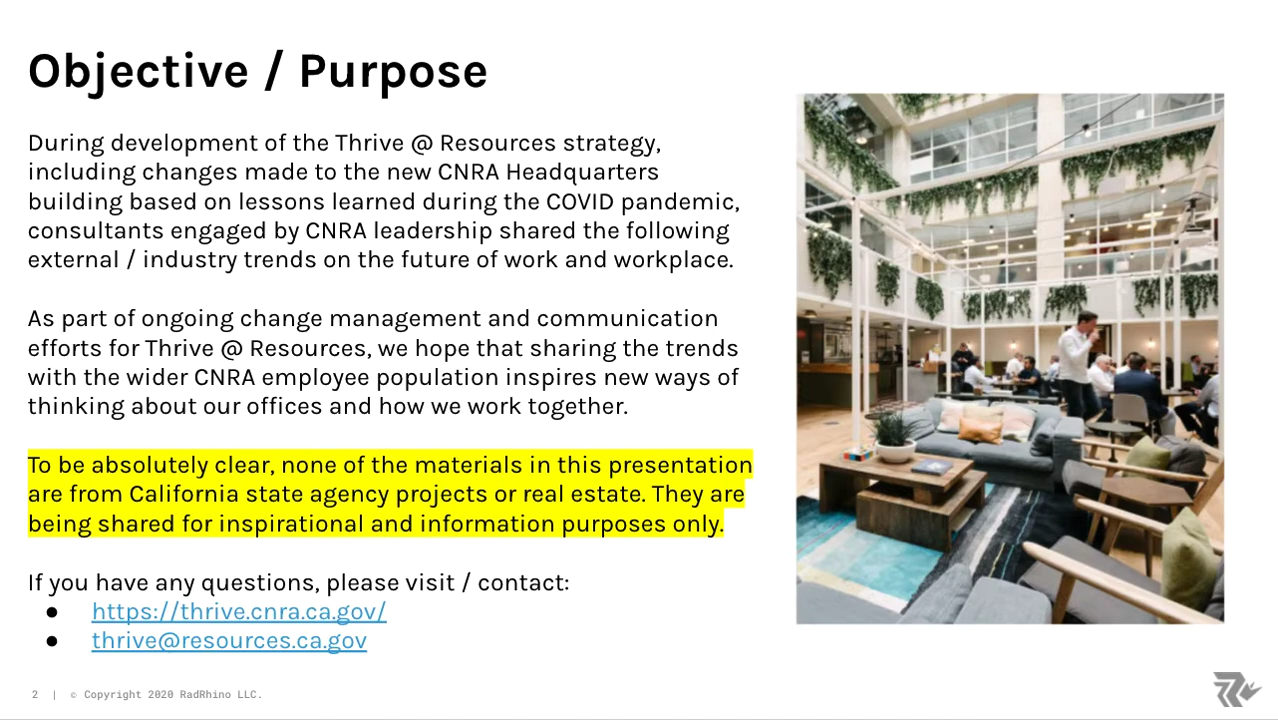 Objective / Purpose
During development of the Thrive @ Resources strategy,
including changes made to the new CNRA Headquarters
building based on lessons learned during the COVID pandemic,
consultants engaged by CNRA leadership shared the following
external / industry trends on the future of work and workplace.
As part of ongoing change management and communication
efforts for Thrive @ Resources, we hope that sharing the trends
with the wider CNRA employee population inspires new ways of
thinking about our offices and how we work together.
To be absolutely clear, none of the materials in this presentation
are from California state agency projects or real estate. They are
being shared for inspirational and information purposes only.
If you have any questions, please visit / contact:
● https://thrive.cnra.ca.gov/
● thrive@resources.ca.gov
2 | © Copyright 2020 RadRhino LLC.